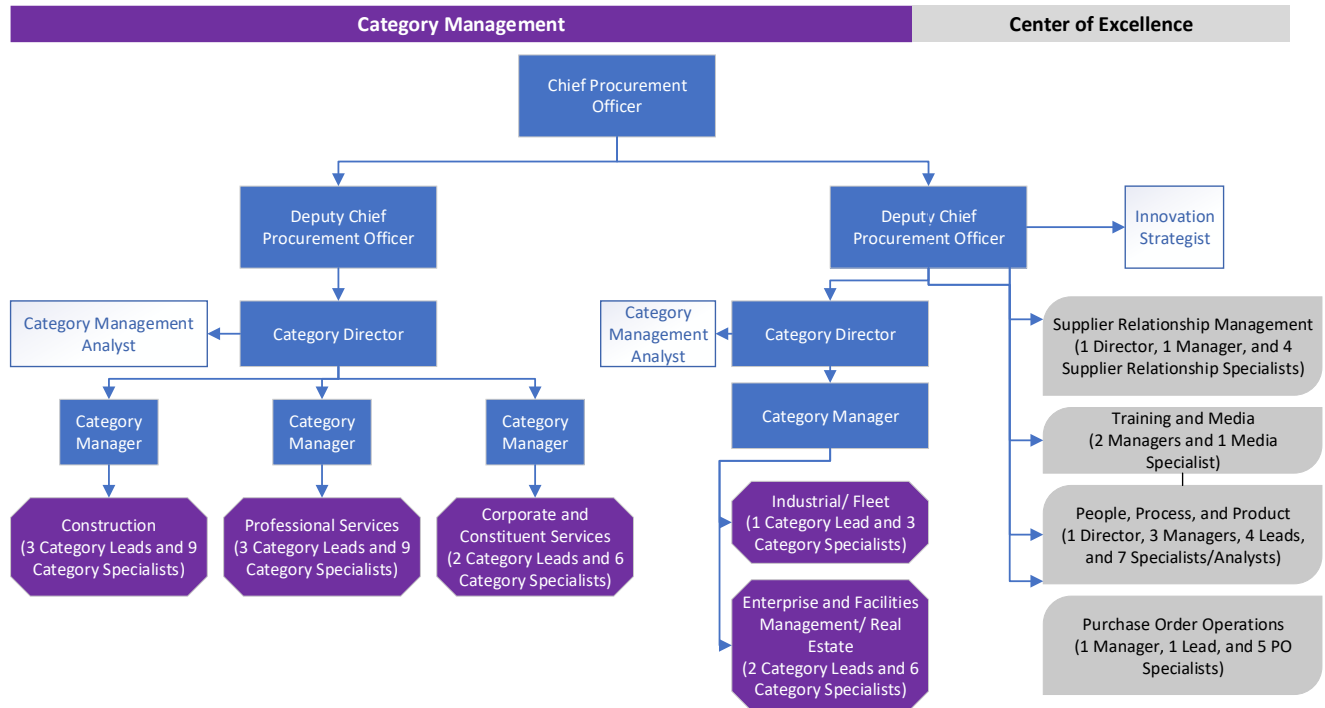 Category Management
Center of Excellence
Chief Procurement
Officer
Deputy Chief
Procurement Officer
Deputy Chief
Procurement Officer
Innovation
Strategist
Category Management
Analyst
Category Director
Category
Management
Analyst
Category Director
Supplier Relationship Management
(1 Director, 1 Manager, and 4
Supplier Relationship Specialists)
Category
Manager
Category
Manager
Category
Manager
Category Manager
Training and Media
(2 Managers and 1 Media
Specialist)
Construction
(3 Category Leads and 9
Category Specialists)
Professional Services
(3 Category Leads and 9
Category Specialists)
Corporate and
Constituent Services
(2 Category Leads and 6
Category Specialists)
Industrial/ Fleet
(1 Category Lead and 3
Category Specialists)
People, Process, and Product
(1 Director, 3 Managers, 4 Leads,
and 7 Specialists/Analysts)
Enterprise and Facilities
Management/ Real
Estate
(2 Category Leads and 6
Category Specialists)
Purchase Order Operations
(1 Manager, 1 Lead, and 5 PO
Specialists)